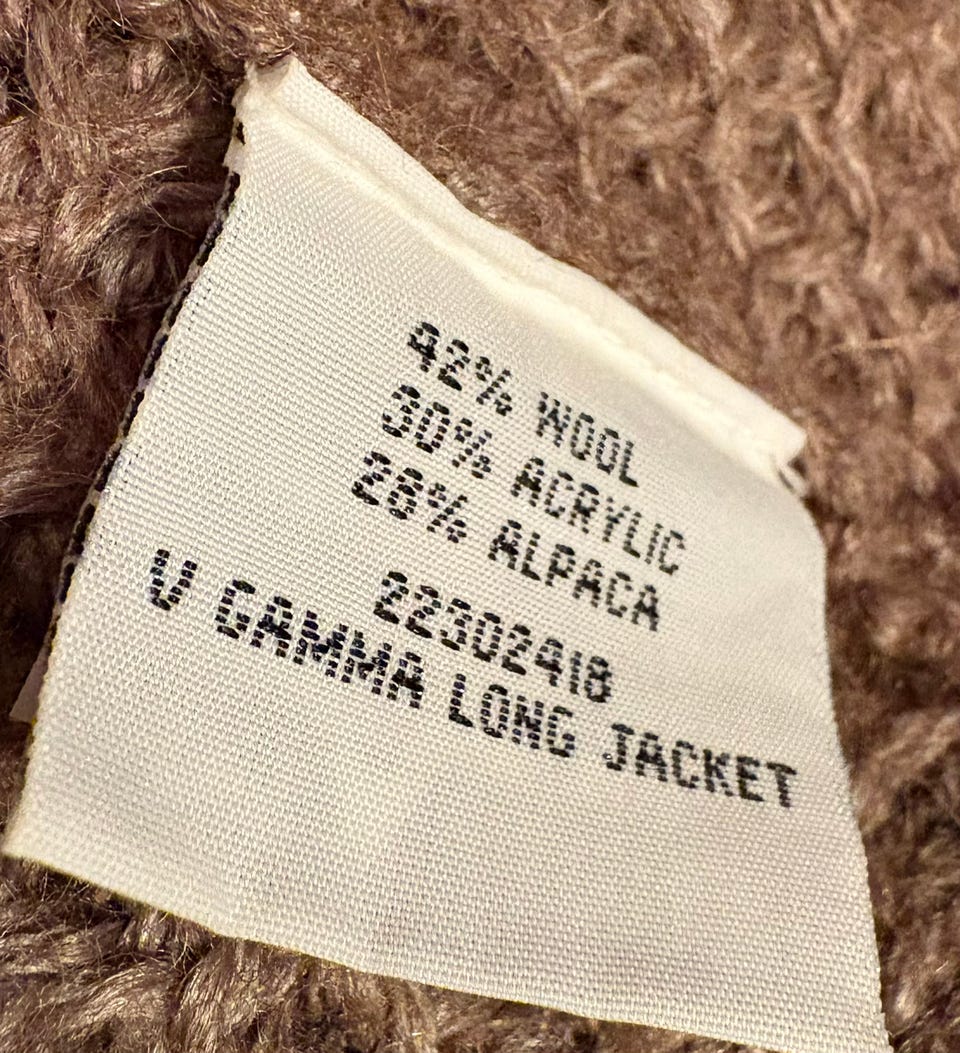 42% WOOL
30% ACRYLIC
28% ALPACA
22302418
V GAMMA LONG JACKET